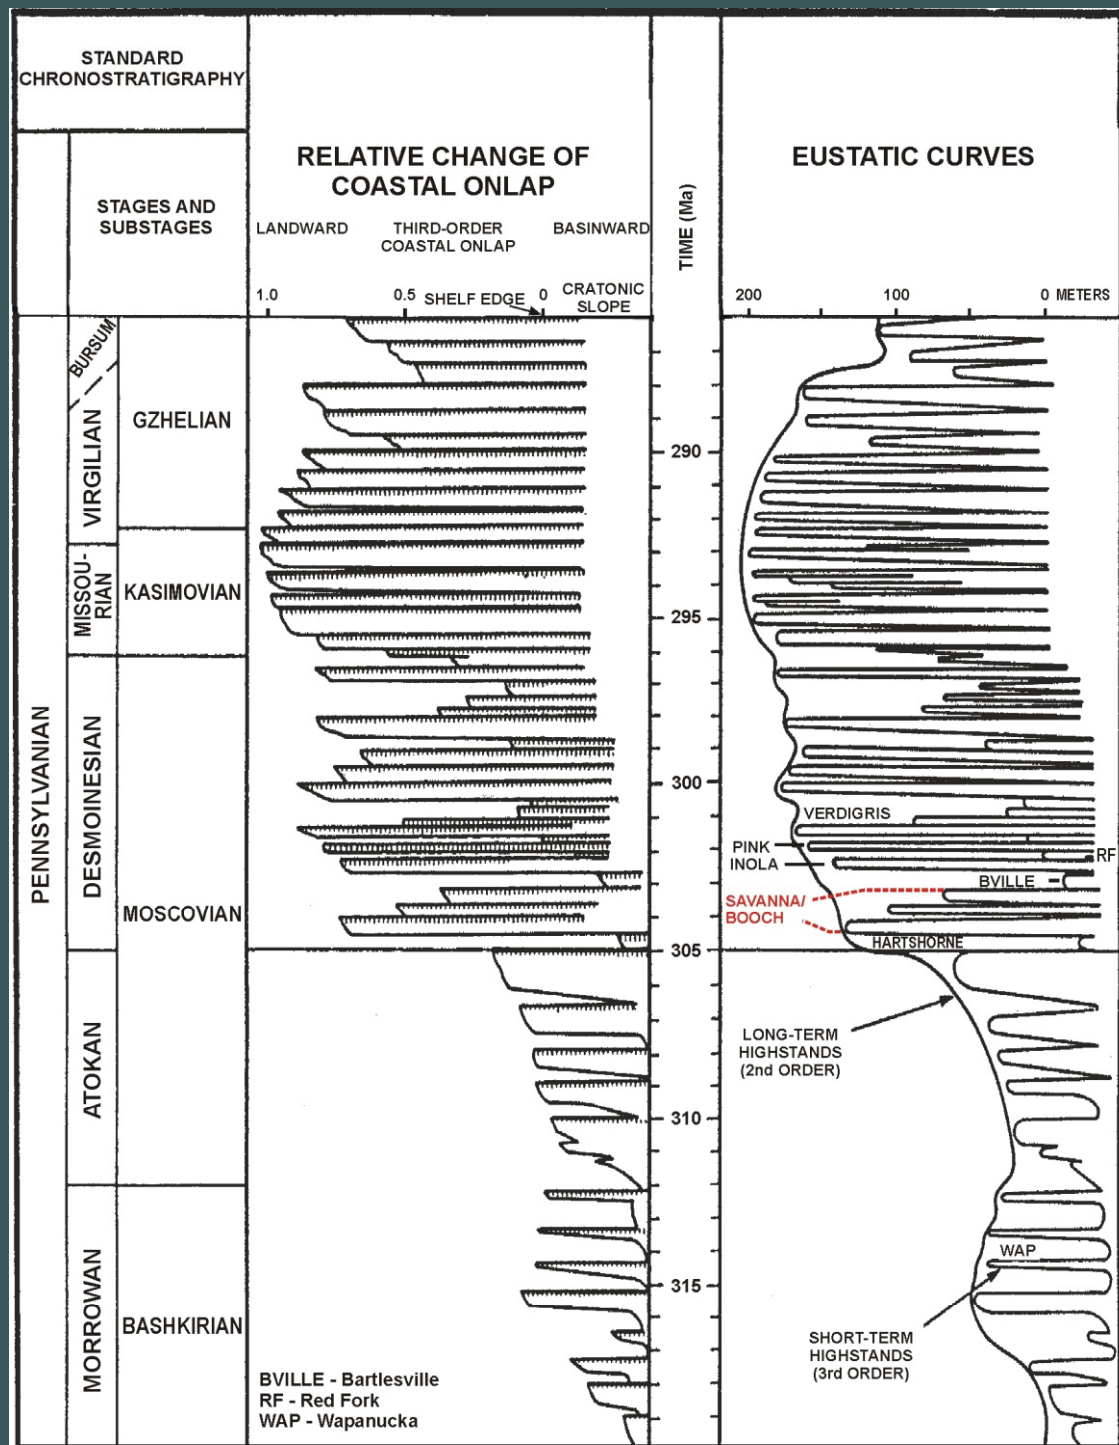 STANDARD
CHRONOSTRATIGRAPHY
STAGES AND
SUBSTAGES
RELATIVE CHANGE OF
COASTAL ONLAP
LANDWARD
THIRD-ORDER
COASTAL ONLAP
BASINWARD
1.0
0.5
SHELF EDGE
0
CRATONIC
SLOPE
TIME (Ma)
EUSTATIC CURVES
200
100
0 METERS
PENNSYLVANIAN
BURSUM
VIRGILIAN
MISSOU-
RIAN
DESMOINESIAN
ATOKAN
MORROWAN
GZHELIAN
KASIMOVIAN
MOSCOVIAN
BASHKIRIAN
290
295
300
305
310
315
VERDIGRIS
PINK
INOLA
RF
BVILLE
SAVANNA/
BOOCH
HARTSHORNE
LONG-TERM
HIGHSTANDS
(2nd ORDER)
WAP
SHORT-TERM
HIGHSTANDS
(3rd ORDER)
BVILLE - Bartlesville
RF - Red Fork
WAP - Wapanucka